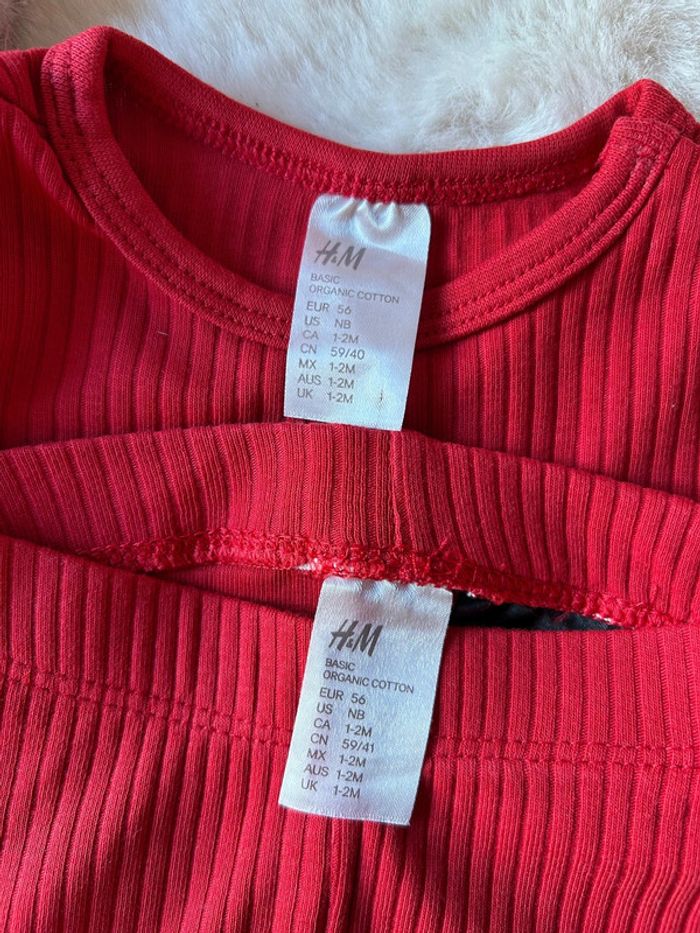 H&M
BASIC
ORGANIC COTTON
EUR 56
US NB
CA 1-2M
CN 59/40
MX 1-2M
AUS 1-2M
UK 1-2M
H&M
BASIC
ORGANIC COTTON
EUR 56
US NB
CA 1-2M
CN 59/41
MX 1-2M
AUS 1-2M
UK 1-2M